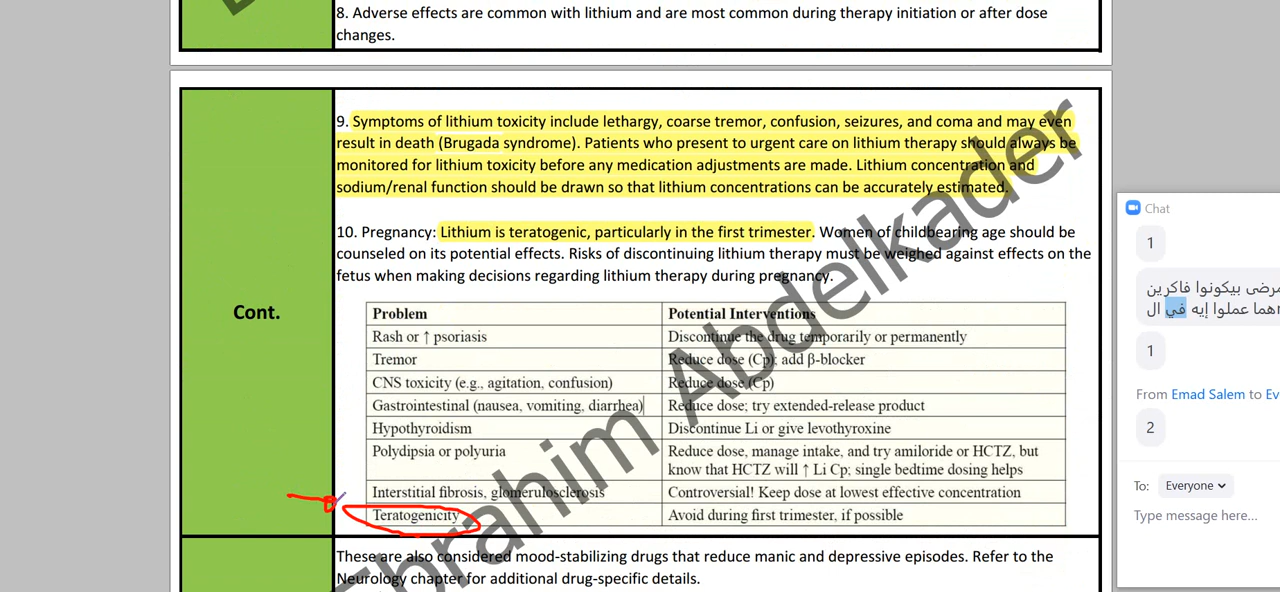 8. Adverse effects are common with lithium and are most common during therapy initiation or after dose
changes.
9. Symptoms of lithium toxicity include lethargy, coarse tremor, confusion, seizures, and coma and may even
result in death (Brugada syndrome). Patients who present to urgent care on lithium therapy should always be
monitored for lithium toxicity before any medication adjustments are made. Lithium concentration and
sodium/renal function should be drawn so that lithium concentrations can be accurately estimated.
10. Pregnancy: Lithium is teratogenic, particularly in the first trimester. Women of childbearing age should be
counseled on its potential effects. Risks of discontinuing lithium therapy must be weighed against effects on the
fetus when making decisions regarding lithium therapy during pregnancy.
Cont.
Problem Potential Interventions
Rash or ↑ psoriasis Discontinue the drug temporarily or permanently
Tremor Reduce dose (Cp); add β-blocker
CNS toxicity (e.g., agitation, confusion) Reduce dose (Cp)
Gastrointestinal (nausea, vomiting, diarrhea) Reduce dose; try extended-release product
Hypothyroidism Discontinue Li or give levothyroxine
Polydipsia or polyuria Reduce dose, manage intake, and try amiloride or HCTZ, but
know that HCTZ will ↑ Li Cp; single bedtime dosing helps
Interstitial fibrosis, glomerulosclerosis Controversial! Keep dose at lowest effective concentration
Teratogenicity Avoid during first trimester, if possible
These are also considered mood-stabilizing drugs that reduce manic and depressive episodes. Refer to the
Neurology chapter for additional drug-specific details.
Ebrahim Abdelkader
Chat
1
مرضى بيكونوا فاكرين
هما عملوا إيه في ال
1
From Emad Salem to Ev
2
To: Everyone
Type message here...